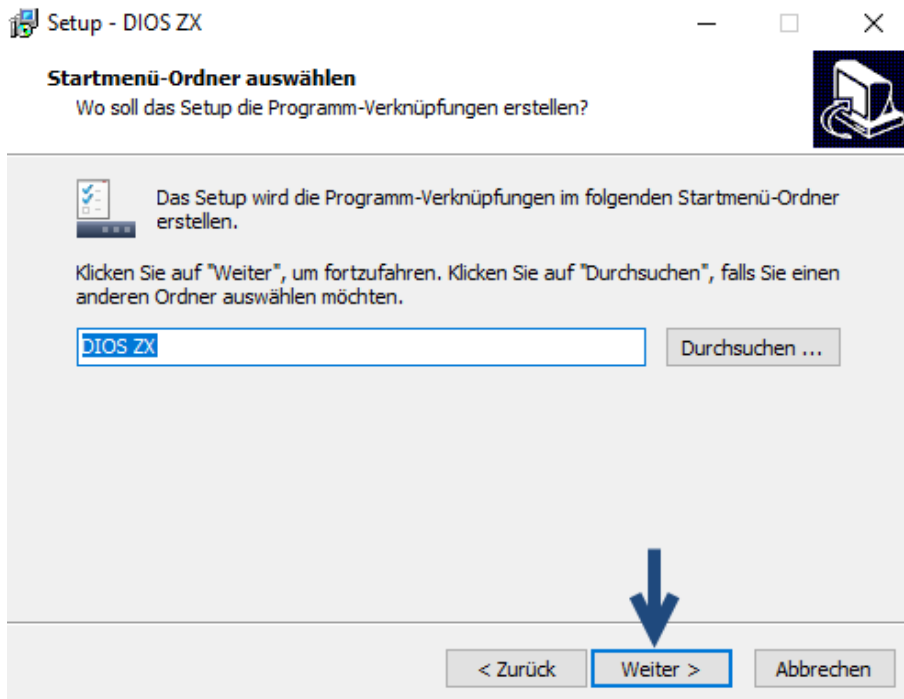 Setup - DIOS ZX
Startmenü-Ordner auswählen
Wo soll das Setup die Programm-Verknüpfungen erstellen?
Das Setup wird die Programm-Verknüpfungen im folgenden Startmenü-Ordner
erstellen.
Klicken Sie auf "Weiter", um fortzufahren. Klicken Sie auf "Durchsuchen", falls Sie einen
anderen Ordner auswählen möchten.
DIOS ZX
Durchsuchen ...
< Zurück
Weiter >
Abbrechen